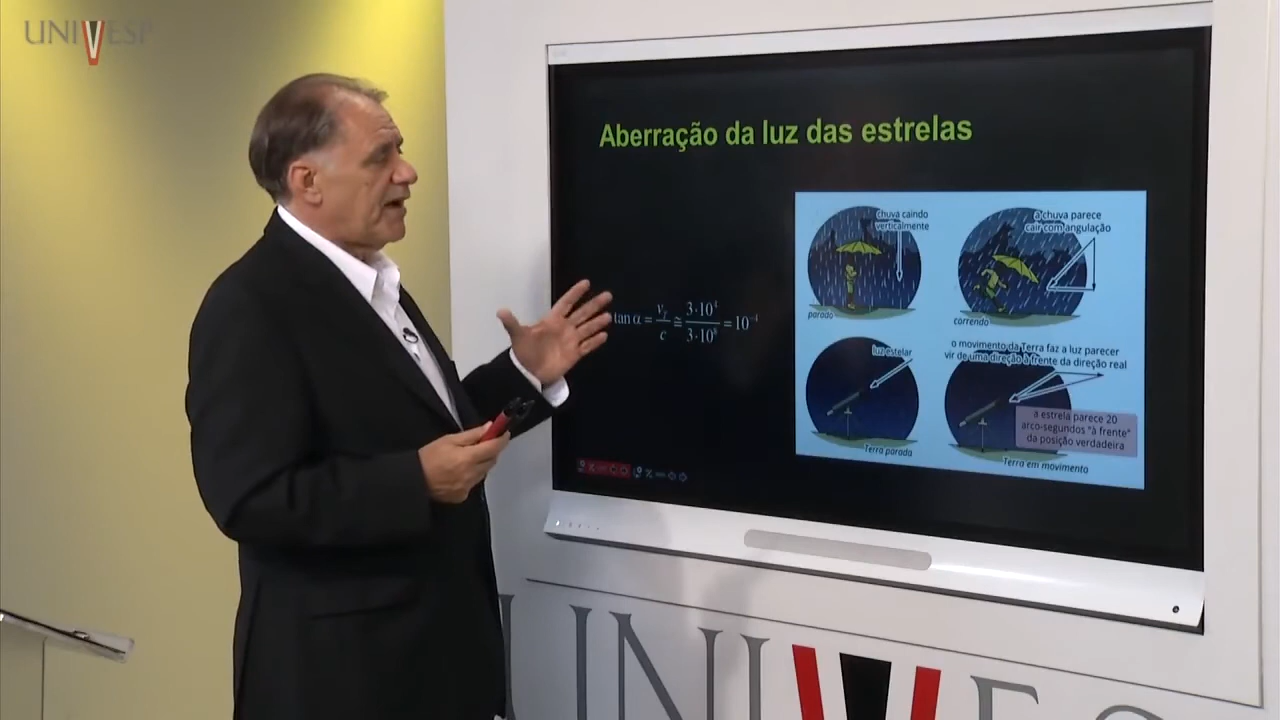 UNIVESP
Aberração da luz das estrelas
tan α = v_T / c ≅ 3·10⁴ / 3·10⁸ = 10⁻⁴
chuva caindo
verticalmente
parado
a chuva parece
cair com angulação
correndo
luz estelar
Terra parada
o movimento da Terra faz a luz parecer
vir de uma direção à frente da direção real
a estrela parece 20
arco-segundos "à frente"
da posição verdadeira
Terra em movimento
UNIVES